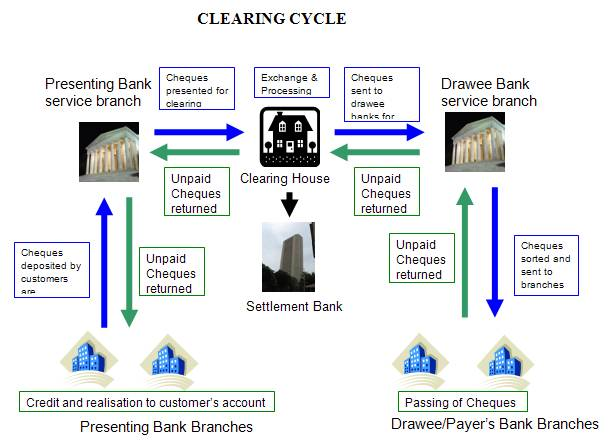 CLEARING CYCLE
Presenting Bank
service branch
Cheques
presented for
clearing
Exchange &
Processing
Cheques
sent to
drawee
banks for
Drawee Bank
service branch
Unpaid
Cheques
returned
Clearing House
Unpaid
Cheques
returned
Cheques
deposited by
customers
are
Unpaid
Cheques
returned
Settlement Bank
Unpaid
Cheques
returned
Cheques
sorted and
sent to
branches
Credit and realisation to customer's account
Presenting Bank Branches
Passing of Cheques
Drawee/Payer's Bank Branches